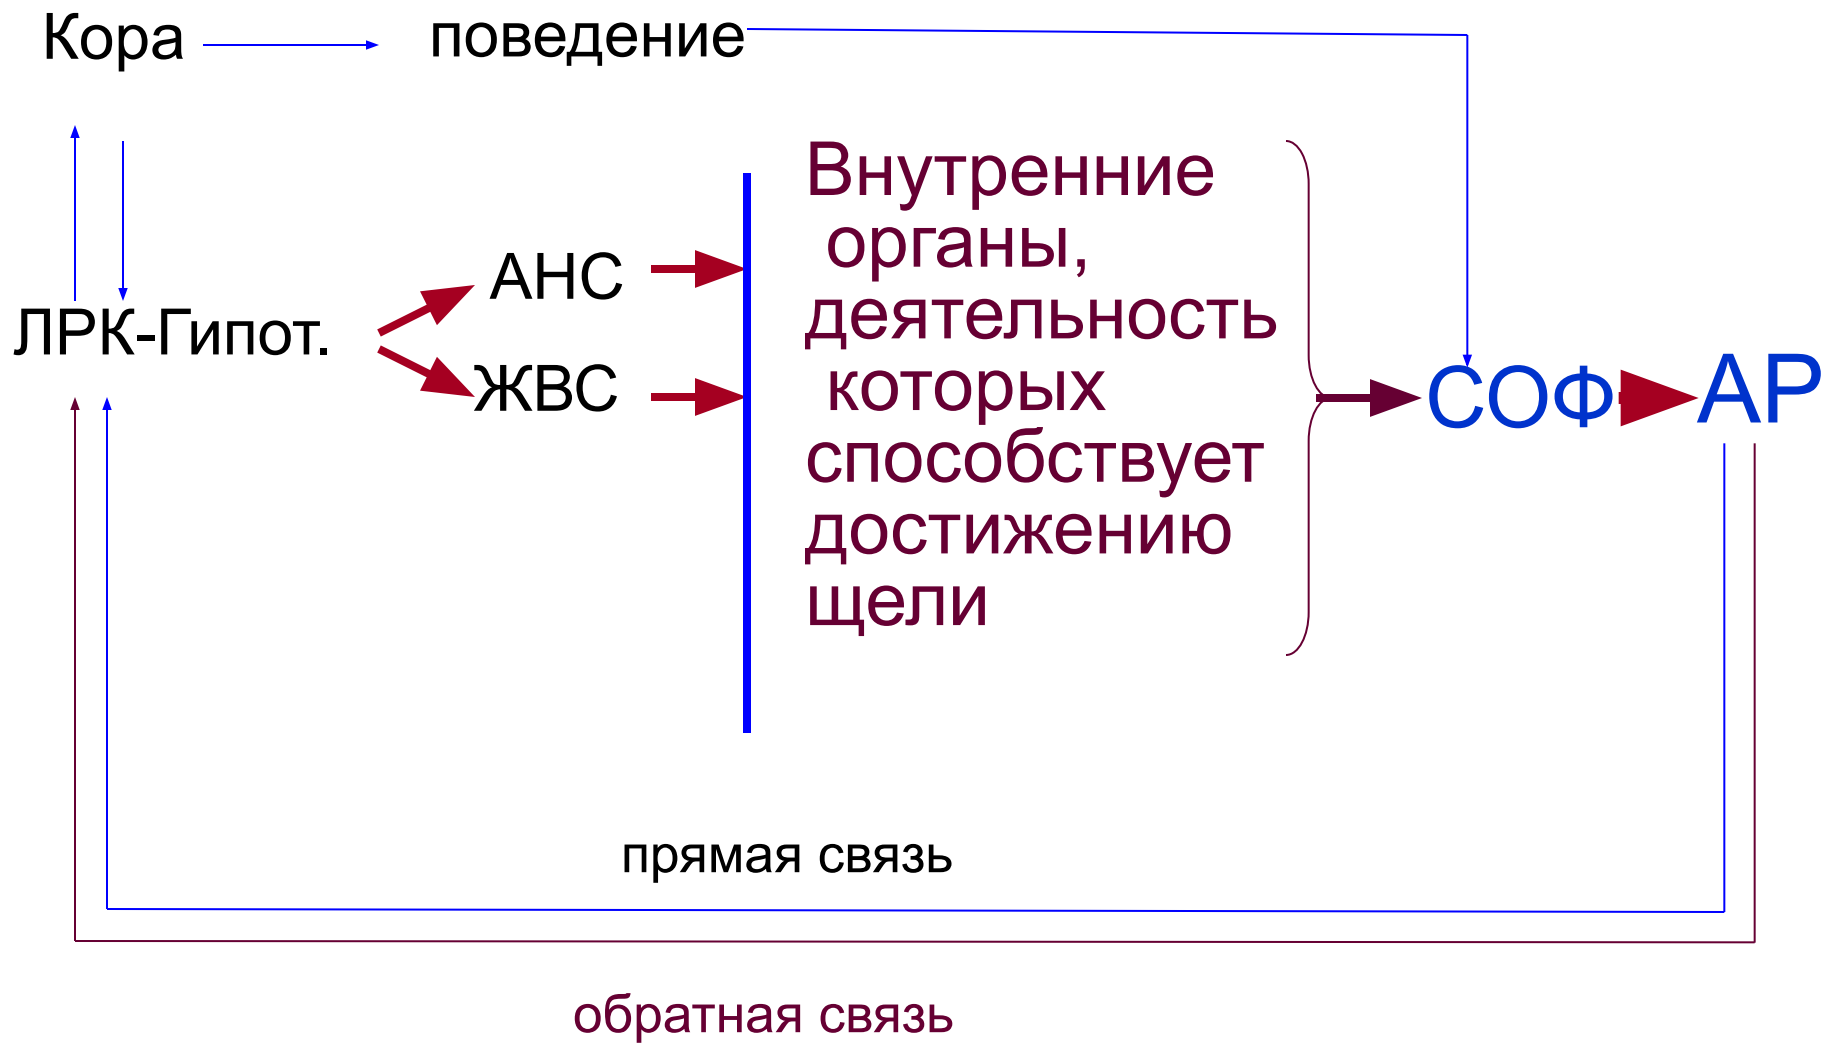 Кора
поведение
Внутренние
органы,
деятельность
которых
способствует
достижению
щели
АНС
ЛРК-Гипот.
ЖВС
СОФ
АР
прямая связь
обратная связь